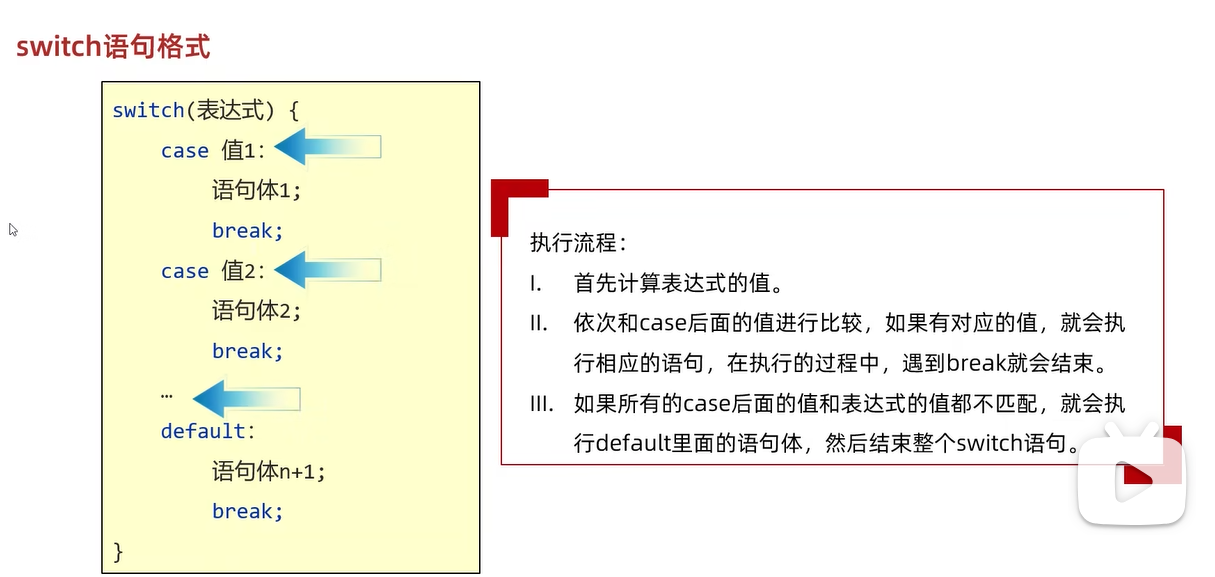 switch语句格式
switch(表达式) {
case 值1:
语句体1;
break;
case 值2:
语句体2;
break;
…
default:
语句体n+1;
break;
}
执行流程：
I. 首先计算表达式的值。
II. 依次和case后面的值进行比较，如果有对应的值，就会执
行相应的语句，在执行的过程中，遇到break就会结束。
III. 如果所有的case后面的值和表达式的值都不匹配，就会执
行default里面的语句体，然后结束整个switch语句。